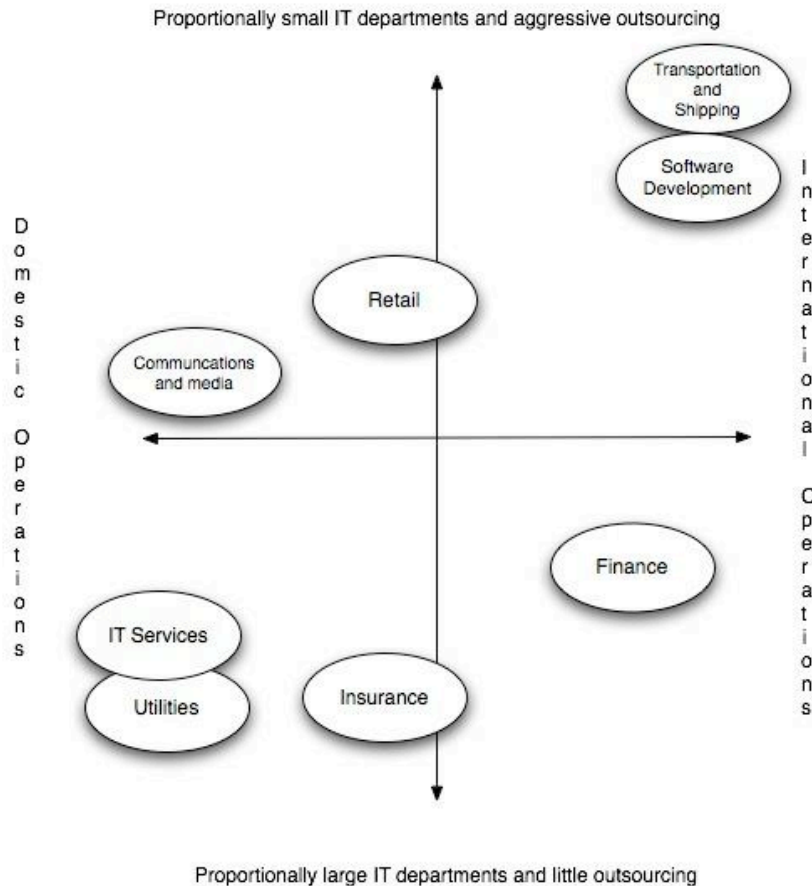 Proportionally small IT departments and aggressive outsourcing
Transportation
and
Shipping
Software
Development
Domestic Operations
International Operations
Retail
Communcations
and media
Finance
IT Services
Utilities
Insurance
Proportionally large IT departments and little outsourcing